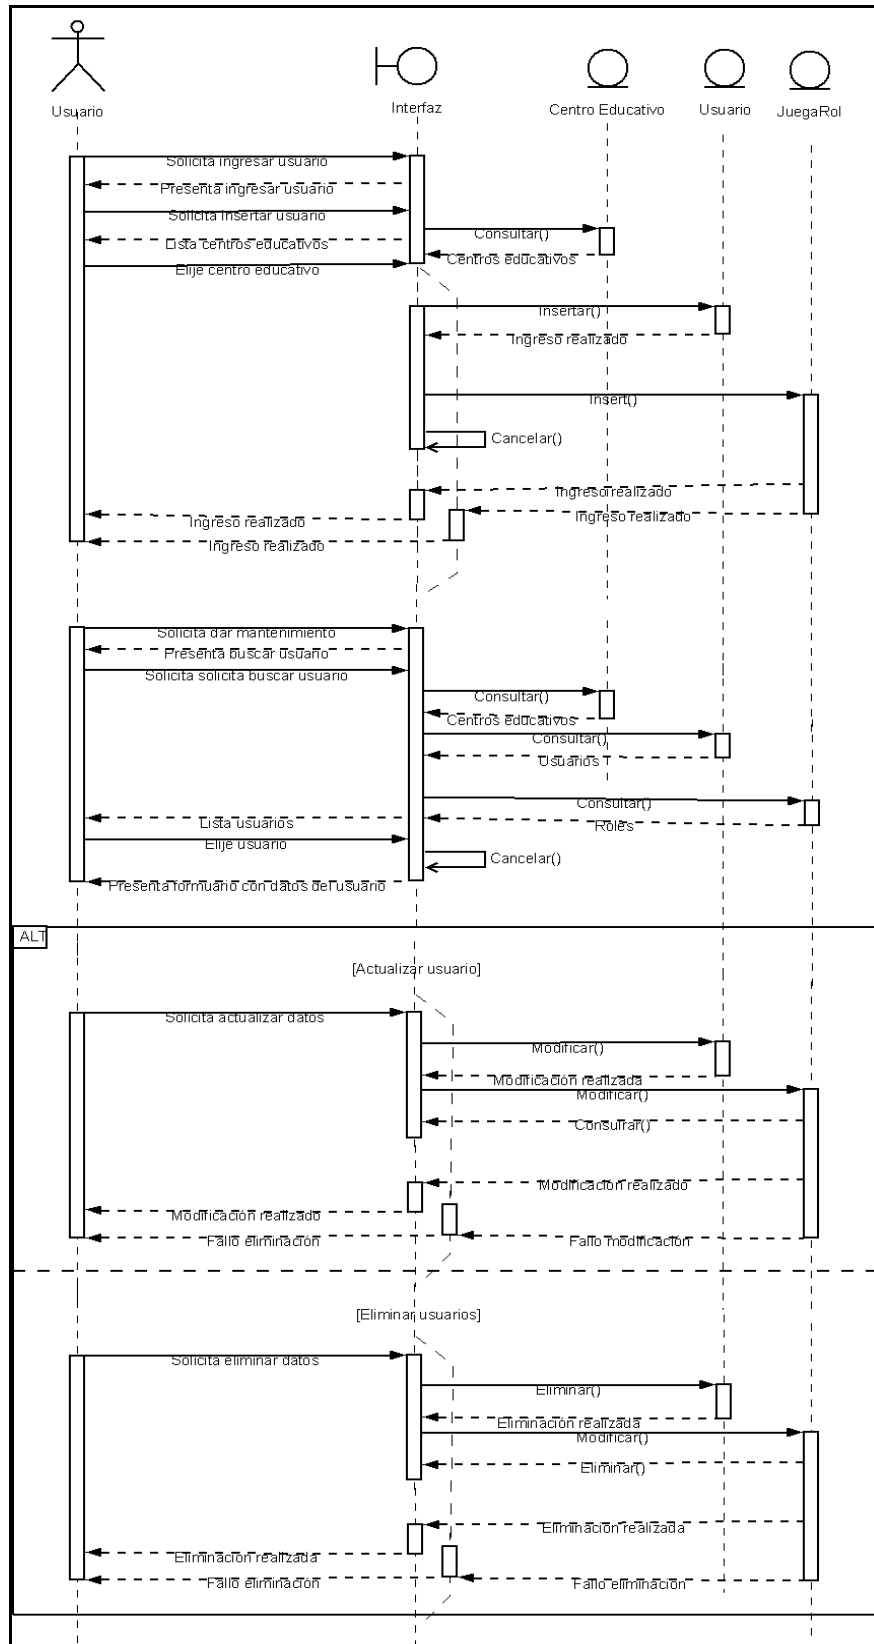 Usuario
Interfaz
Centro Educativo
Usuario
JuegaRol
Solicita ingresar usuario
Presenta ingresar usuario
Solicita insertar usuario
Consultar()
Lista centros educativos
Centros educativos
Elije centro educativo
Insertar()
Ingreso realizado
Insert()
Cancelar()
Ingreso realizado
Ingreso realizado
Ingreso realizado
Ingreso realizado
Solicita dar mantenimiento
Presenta buscar usuario
Solicita solicita buscar usuario
Consultar()
Centros educativos
Consultar()
Usuarios
Consultar()
Lista usuarios
Roles
Elije usuario
Cancelar()
Presenta formuario con datos del usuario
ALT
[Actualizar usuario]
Solicita actualizar datos
Modificar()
Modificación realizada
Modificar()
Consulrar()
Modificación realizado
Modificación realizado
Fallo eliminación
Fallo modificación
[Eliminar usuarios]
Solicita eliminar datos
Eliminar()
Eliminación realizada
Modificar()
Eliminar()
Eliminación realizada
Eliminación realizada
Fallo eliminación
Fallo eliminación